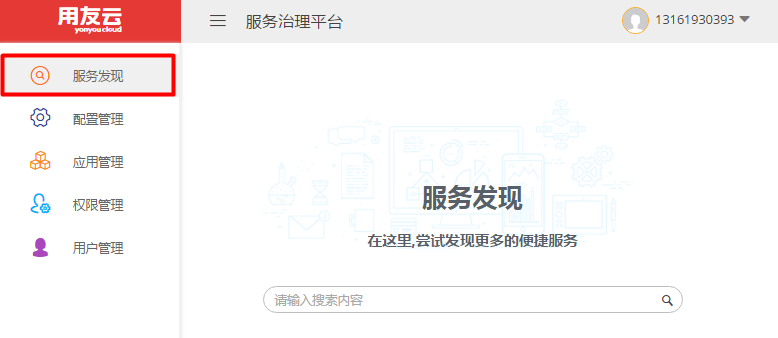 用友云
yonyoucloud
服务治理平台
13161930393
服务发现
配置管理
应用管理
权限管理
用户管理
服务发现
在这里,尝试发现更多的便捷服务
请输入搜索内容